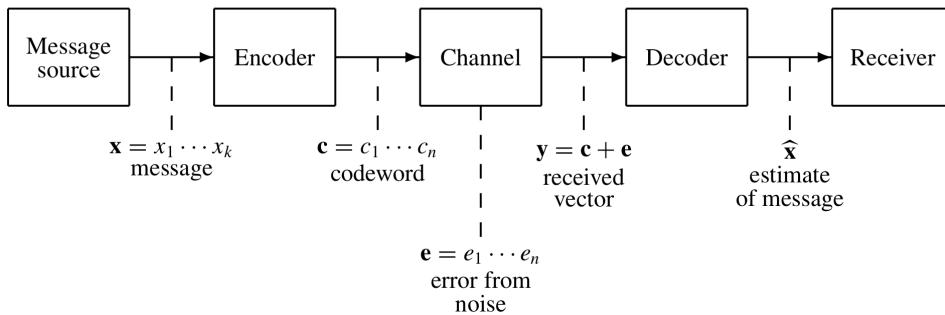 Message
source
Encoder
Channel
Decoder
Receiver
x = x₁ ⋯ xₖ
message
c = c₁ ⋯ cₙ
codeword
y = c + e
received
vector
x̂
estimate
of message
e = e₁ ⋯ eₙ
error from
noise